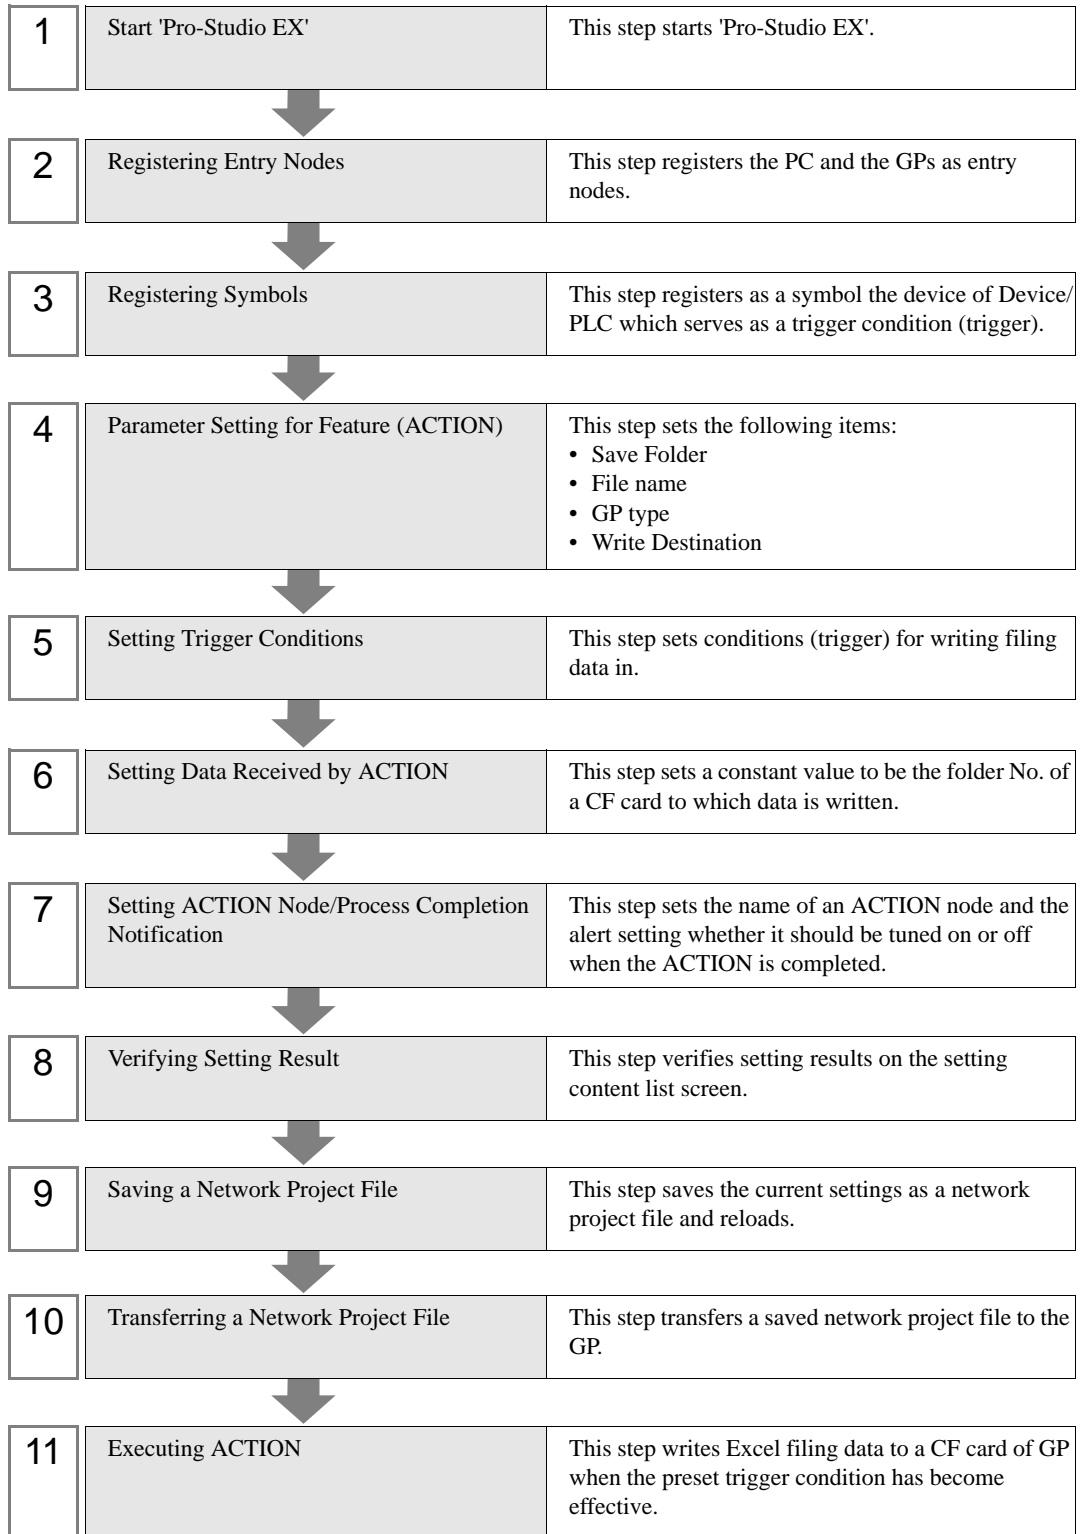 1
Start 'Pro-Studio EX'
This step starts 'Pro-Studio EX'.
2
Registering Entry Nodes
This step registers the PC and the GPs as entry
nodes.
3
Registering Symbols
This step registers as a symbol the device of Device/
PLC which serves as a trigger condition (trigger).
4
Parameter Setting for Feature (ACTION)
This step sets the following items:
• Save Folder
• File name
• GP type
• Write Destination
5
Setting Trigger Conditions
This step sets conditions (trigger) for writing filing
data in.
6
Setting Data Received by ACTION
This step sets a constant value to be the folder No. of
a CF card to which data is written.
7
Setting ACTION Node/Process Completion
Notification
This step sets the name of an ACTION node and the
alert setting whether it should be tuned on or off
when the ACTION is completed.
8
Verifying Setting Result
This step verifies setting results on the setting
content list screen.
9
Saving a Network Project File
This step saves the current settings as a network
project file and reloads.
10
Transferring a Network Project File
This step transfers a saved network project file to the
GP.
11
Executing ACTION
This step writes Excel filing data to a CF card of GP
when the preset trigger condition has become
effective.